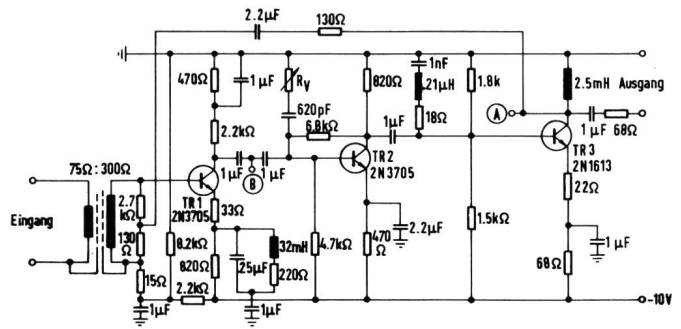 2.2µF
130Ω
470Ω
1µF
RV
620pF
820Ω
1nF
21µH
18Ω
1.8k
2.5mH Ausgang
A
1µF
68Ω
2.2kΩ
6.8kΩ
1µF
1µF
1µF
B
TR2
2N3705
TR3
2N1613
75Ω:300Ω
Eingang
2.7
kΩ
TR1
2N3705
33Ω
22Ω
130
Ω
8.2kΩ
820Ω
25µF
32mH
220Ω
4.7kΩ
470
Ω
2.2µF
1.5kΩ
1µF
68Ω
15Ω
2.2kΩ
1µF
1µF
-10V